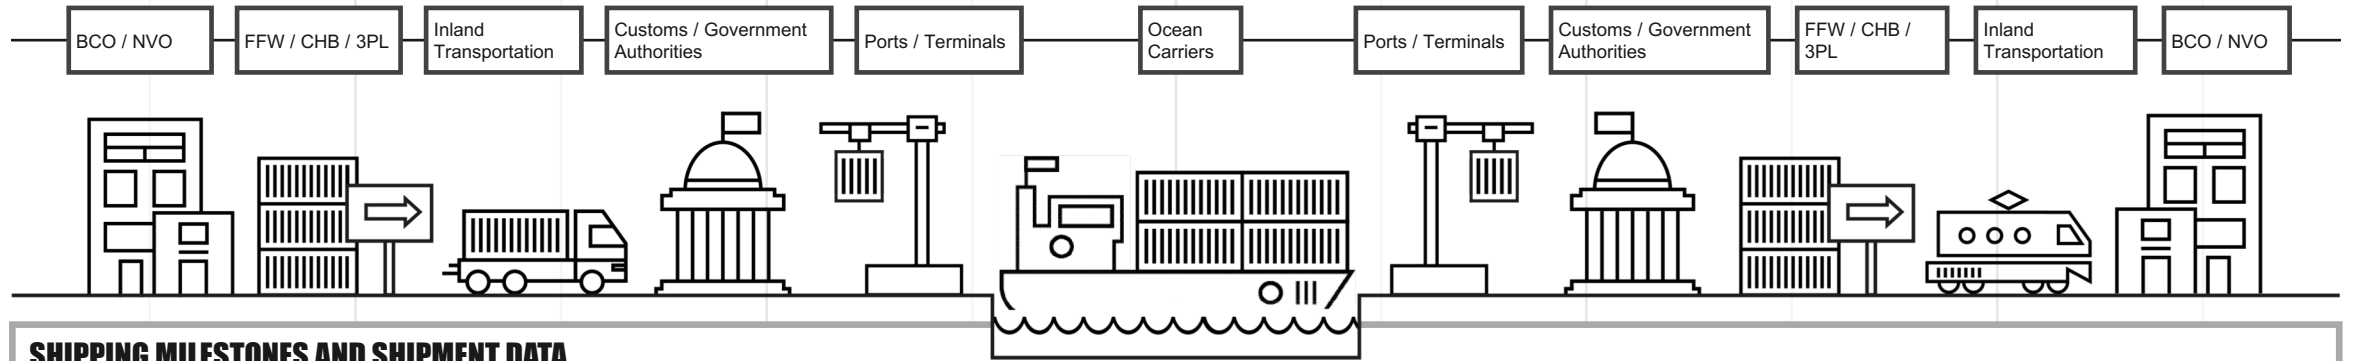 BCO / NVO
FFW / CHB / 3PL
Inland
Transportation
Customs / Government
Authorities
Ports / Terminals
Ocean
Carriers
Ports / Terminals
Customs / Government
Authorities
FFW / CHB /
3PL
Inland
Transportation
BCO / NVO
SHIPPING MILESTONES AND SHIPMENT DATA